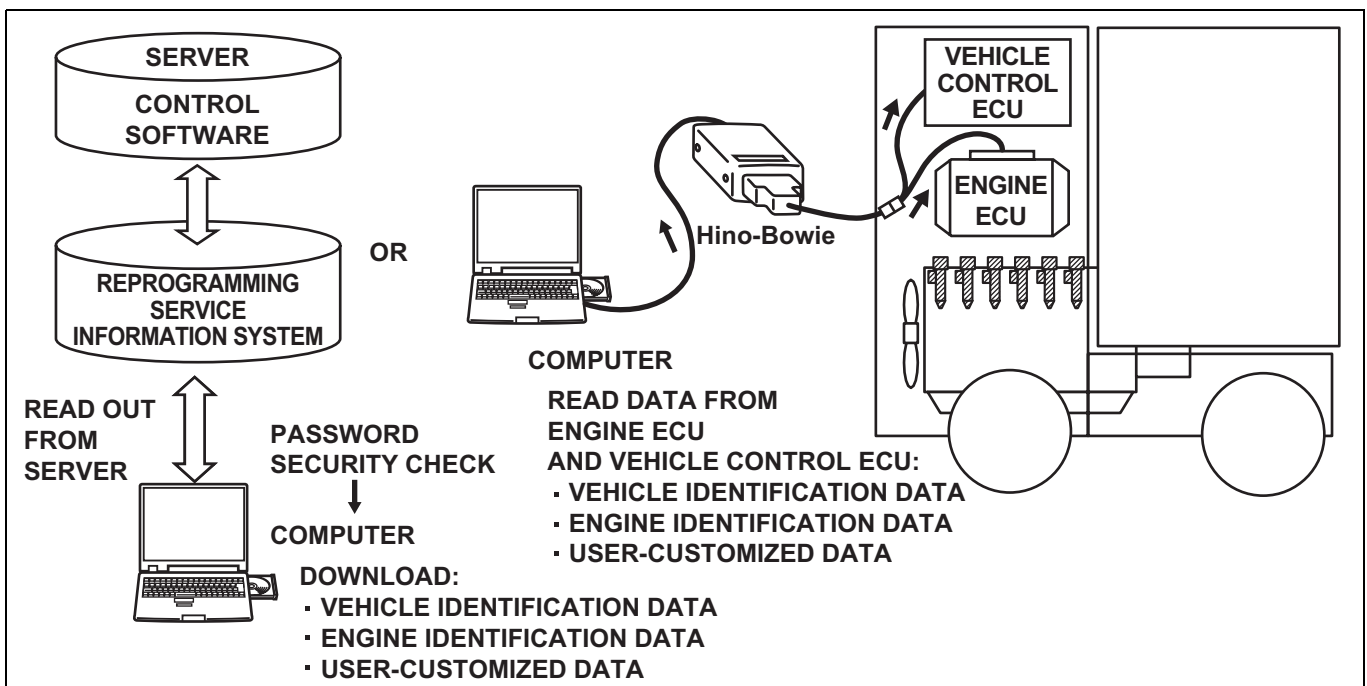 SERVER
CONTROL
SOFTWARE
REPROGRAMMING
SERVICE
INFORMATION SYSTEM
READ OUT
FROM
SERVER
PASSWORD
SECURITY CHECK
COMPUTER
DOWNLOAD:
· VEHICLE IDENTIFICATION DATA
· ENGINE IDENTIFICATION DATA
· USER-CUSTOMIZED DATA
OR
COMPUTER
READ DATA FROM
ENGINE ECU
AND VEHICLE CONTROL ECU:
· VEHICLE IDENTIFICATION DATA
· ENGINE IDENTIFICATION DATA
· USER-CUSTOMIZED DATA
Hino-Bowie
VEHICLE
CONTROL
ECU
ENGINE
ECU